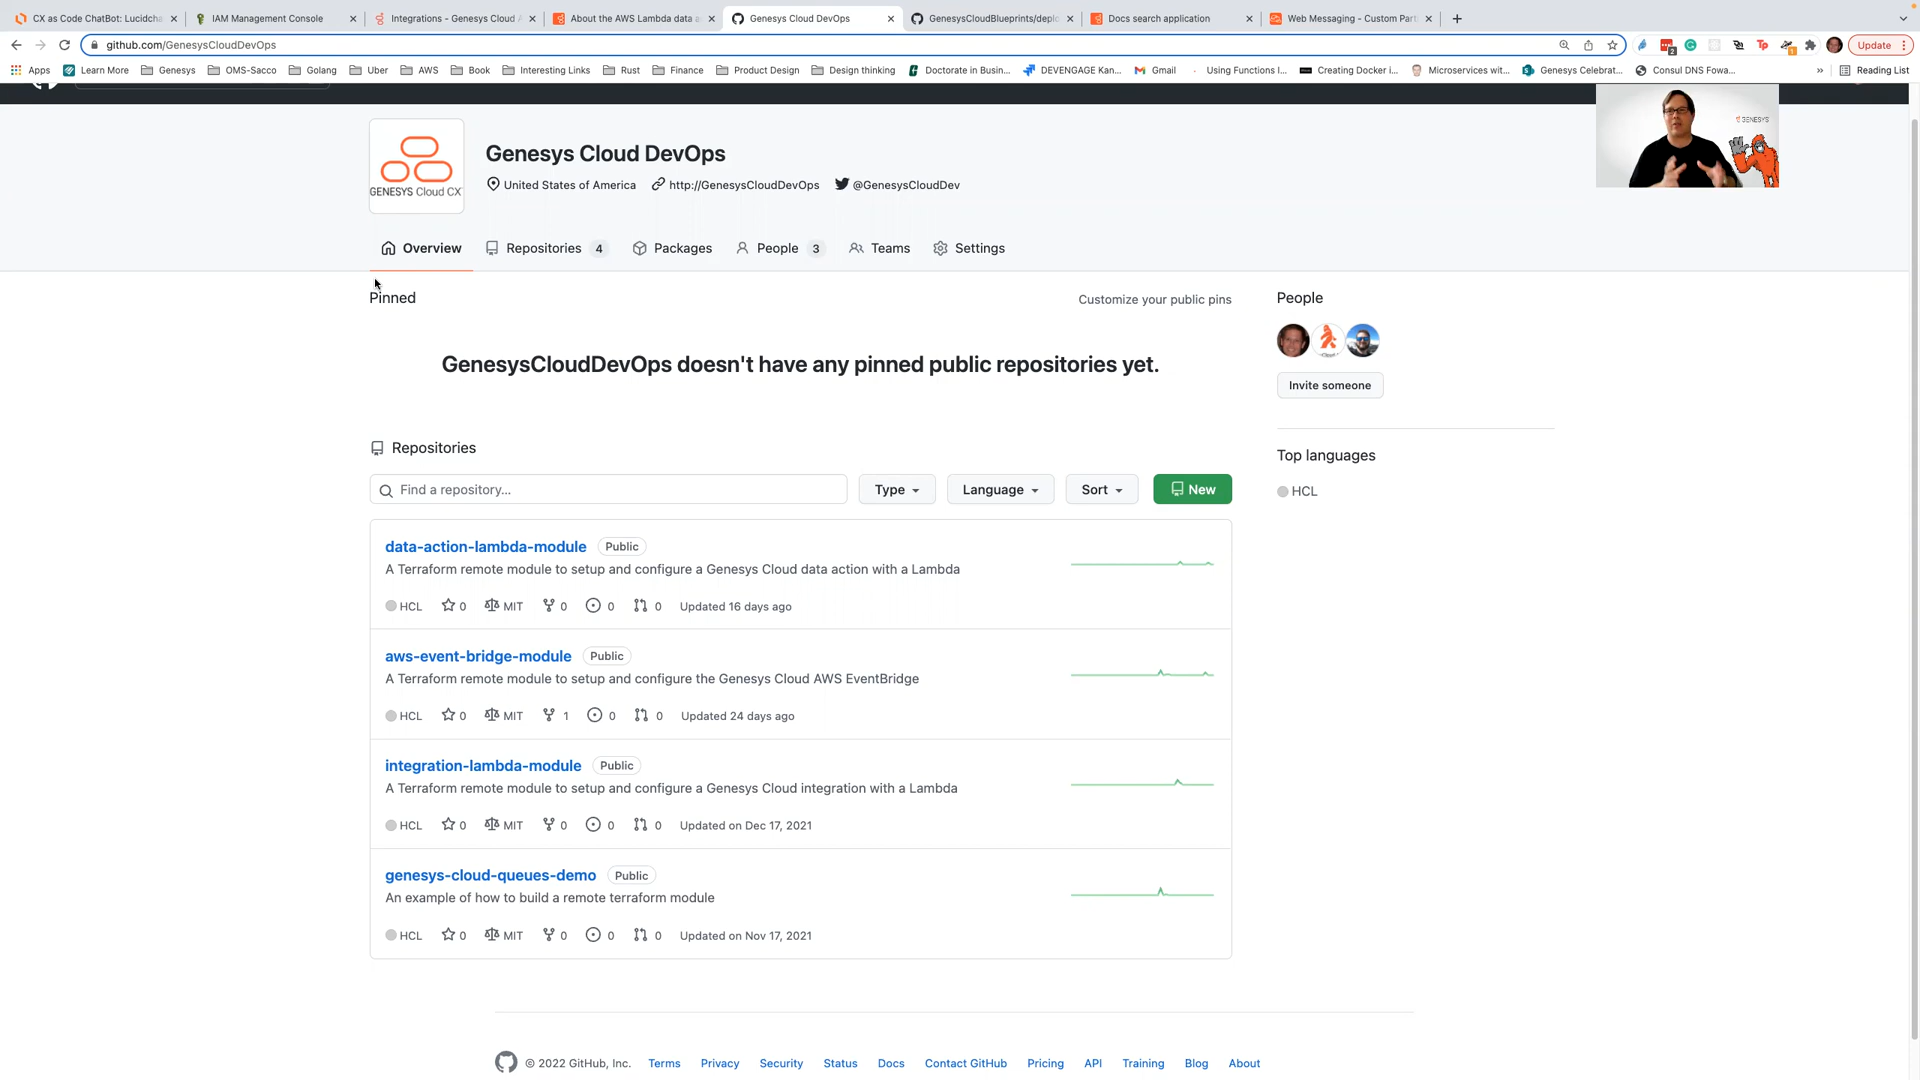 CX as Code ChatBot: Lucidcha
IAM Management Console
Integrations - Genesys Cloud A
About the AWS Lambda data a
Genesys Cloud DevOps
GenesysCloudBlueprints/deplo
Docs search application
Web Messaging - Custom Part
github.com/GenesysCloudDevOps
Update
Apps
Learn More
Genesys
OMS-Sacco
Golang
Uber
AWS
Book
Interesting Links
Rust
Finance
Product Design
Design thinking
Doctorate in Busin...
DEVENGAGE Kan...
Gmail
Using Functions I...
Creating Docker i...
Microservices wit...
Genesys Celebrat...
Consul DNS Fowa...
»
Reading List
GENESYS
GENESYS Cloud CX
Genesys Cloud DevOps
United States of America
http://GenesysCloudDevOps
@GenesysCloudDev
Overview
Repositories 4
Packages
People 3
Teams
Settings
Pinned
Customize your public pins
GenesysCloudDevOps doesn't have any pinned public repositories yet.
People
Invite someone
Top languages
HCL
Repositories
Find a repository...
Type
Language
Sort
New
data-action-lambda-module Public
A Terraform remote module to setup and configure a Genesys Cloud data action with a Lambda
HCL 0 MIT 0 0 0 Updated 16 days ago
aws-event-bridge-module Public
A Terraform remote module to setup and configure the Genesys Cloud AWS EventBridge
HCL 0 MIT 1 0 0 Updated 24 days ago
integration-lambda-module Public
A Terraform remote module to setup and configure a Genesys Cloud integration with a Lambda
HCL 0 MIT 0 0 0 Updated on Dec 17, 2021
genesys-cloud-queues-demo Public
An example of how to build a remote terraform module
HCL 0 MIT 0 0 0 Updated on Nov 17, 2021
© 2022 GitHub, Inc.
Terms
Privacy
Security
Status
Docs
Contact GitHub
Pricing
API
Training
Blog
About